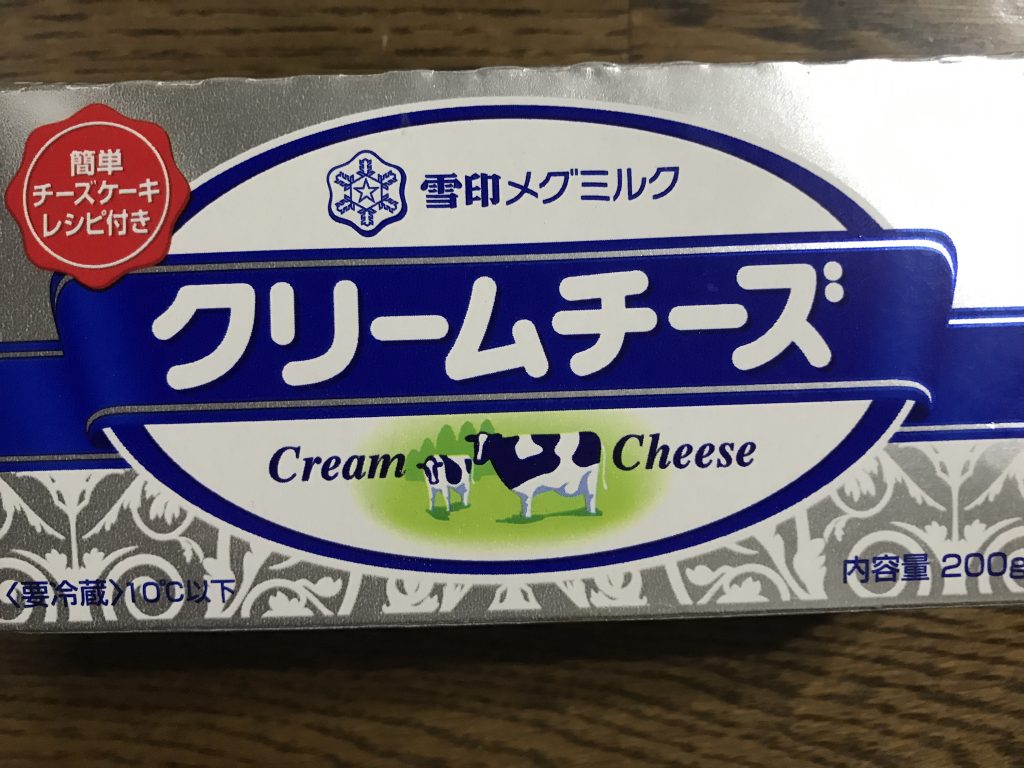 簡単
チーズケーキ
レシピ付き
雪印メグミルク
クリームチーズ
Cream Cheese
〈要冷蔵〉10℃以下
内容量 200g